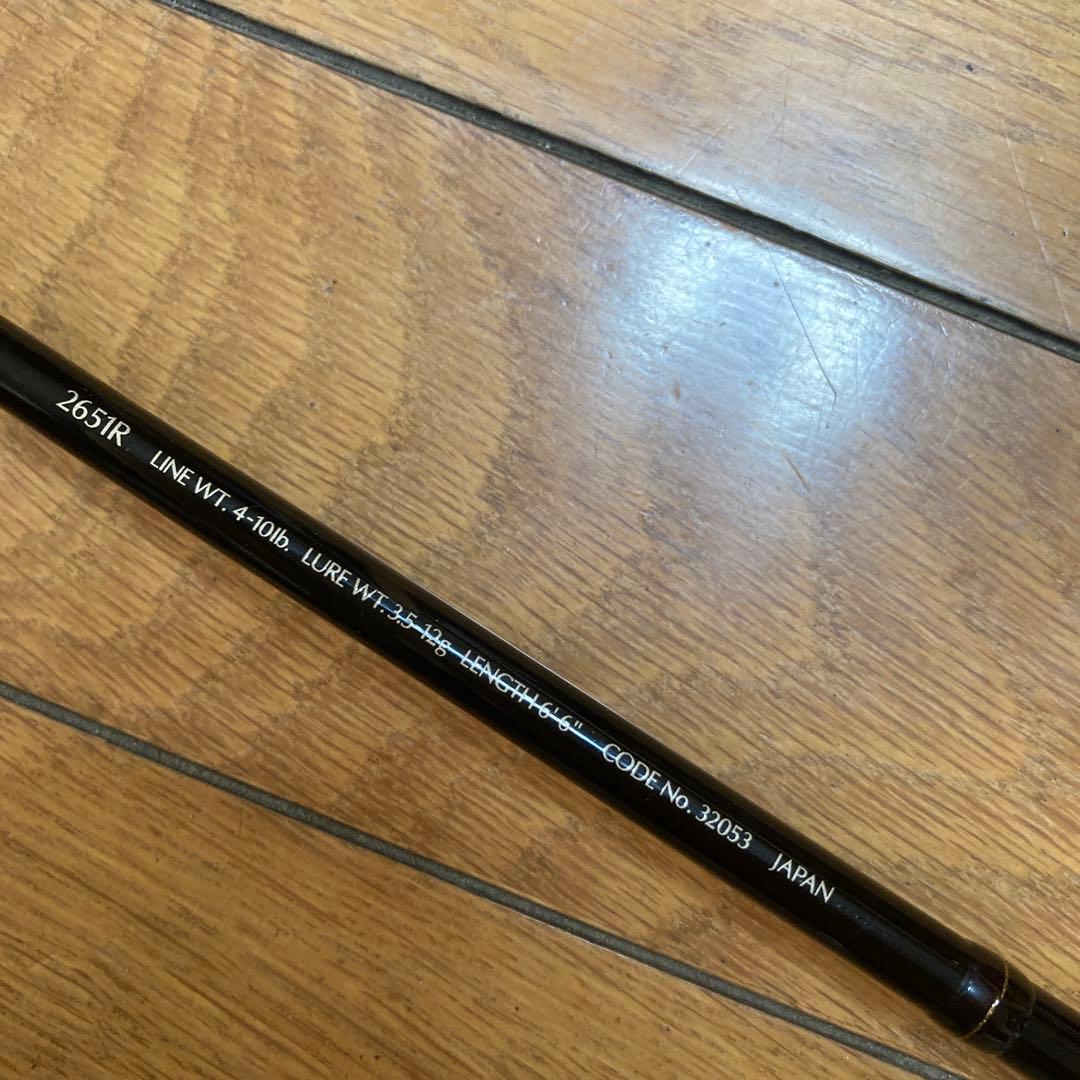 2651R LINE WT. 4-10lb. LURE WT. 3.5-12g LENGTH 6' 6" CODE No. 32053 JAPAN